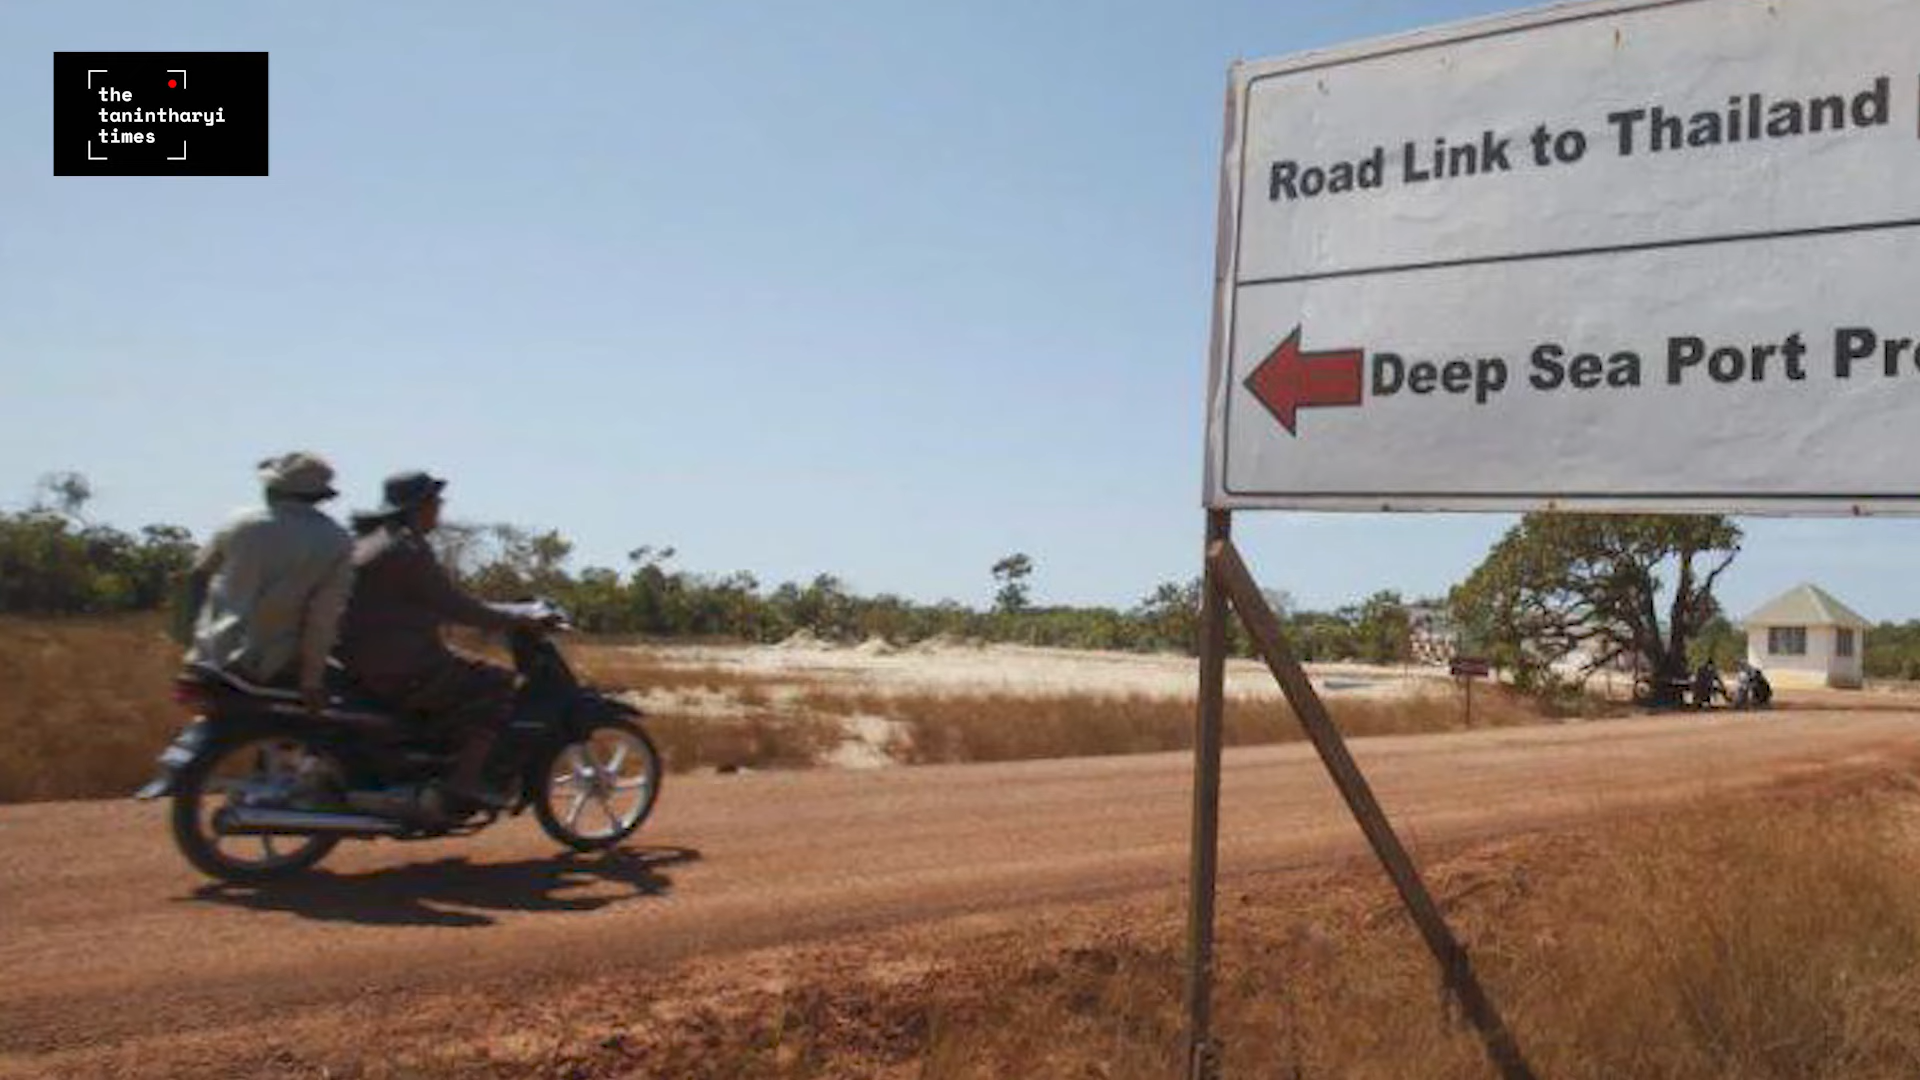 the
tanintharyi
times
Road Link to Thailand
Deep Sea Port